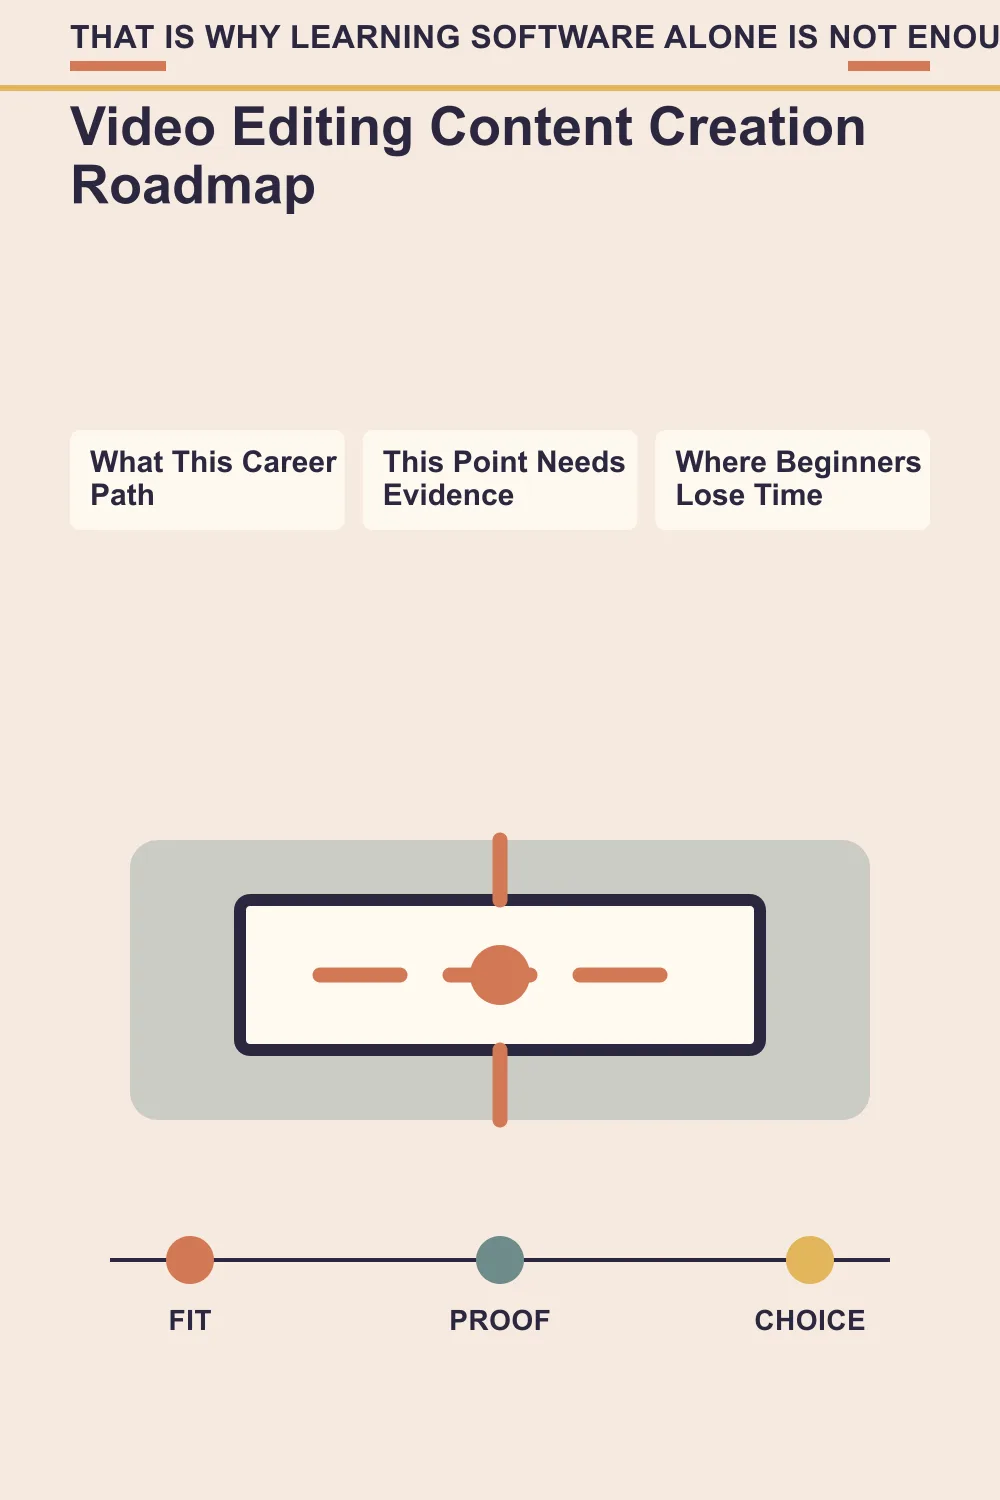 THAT IS WHY LEARNING SOFTWARE ALONE IS NOT ENOU
Video Editing Content Creation
Roadmap
What This Career
Path
This Point Needs
Evidence
Where Beginners
Lose Time
FIT
PROOF
CHOICE